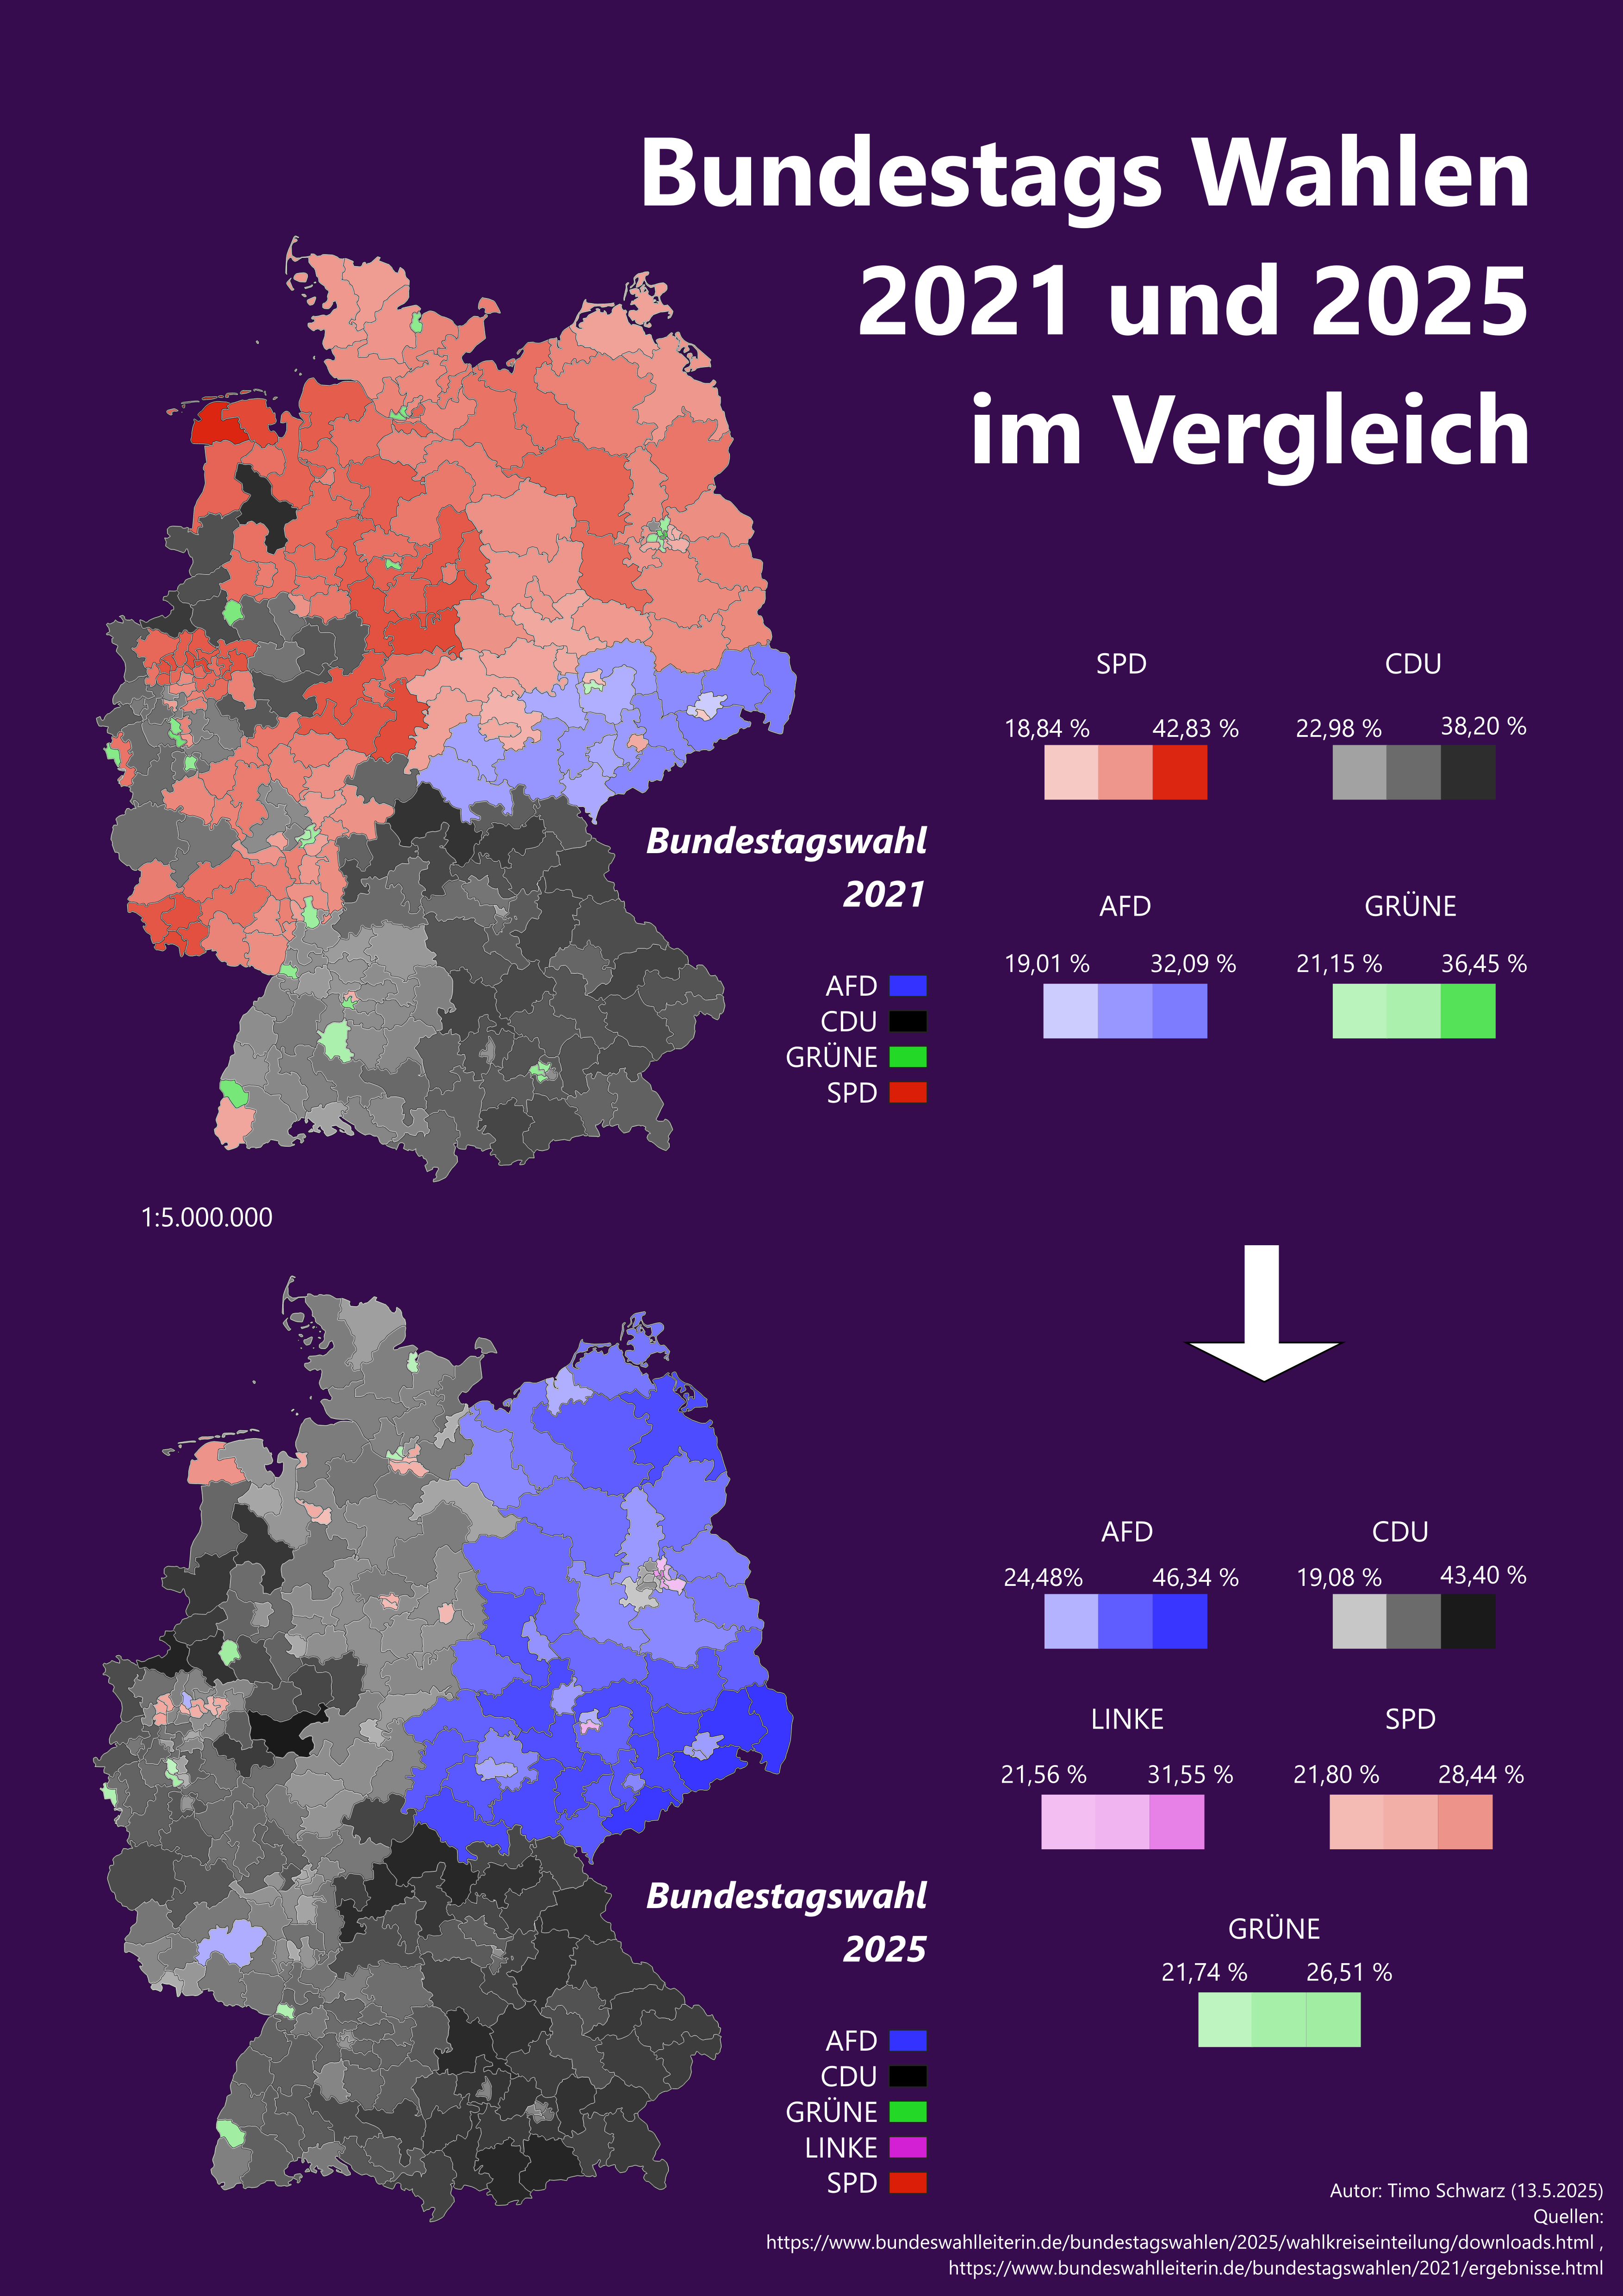 Bundestags Wahlen
2021 und 2025
im Vergleich
SPD
CDU
18,84 %
42,83 %
22,98 %
38,20 %
Bundestagswahl
2021
AFD
GRÜNE
19,01 %
32,09 %
21,15 %
36,45 %
AFD
CDU
GRÜNE
SPD
1:5.000.000
AFD
CDU
24,48%
46,34 %
19,08 %
43,40 %
LINKE
SPD
21,56 %
31,55 %
21,80 %
28,44 %
Bundestagswahl
2025
GRÜNE
21,74 %
26,51 %
AFD
CDU
GRÜNE
LINKE
SPD
Autor: Timo Schwarz (13.5.2025)
Quellen:
https://www.bundeswahlleiterin.de/bundestagswahlen/2025/wahlkreiseinteilung/downloads.html ,
https://www.bundeswahlleiterin.de/bundestagswahlen/2021/ergebnisse.html